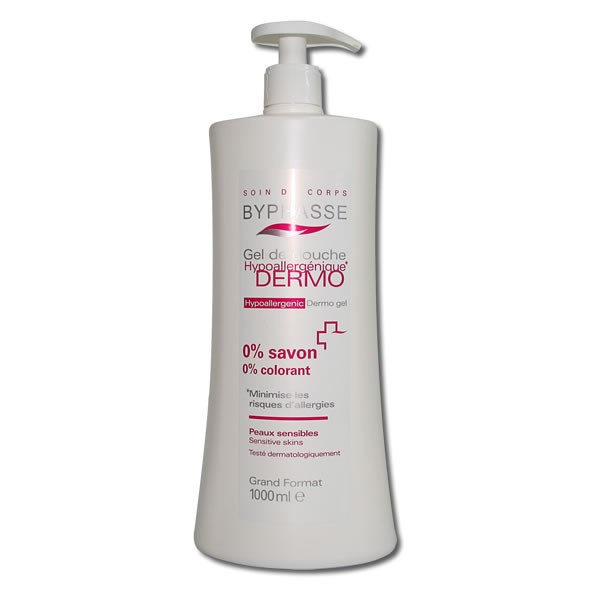 SOIN DE CORPS
BYPHASSE
Gel de douche
Hypoallergénique*
DERMO
Hypoallergenic Dermo gel
0% savon
0% colorant
*Minimise les
risques d'allergies
Peaux sensibles
Sensitive skins
Testé dermatologiquement
Grand Format
1000ml ℮